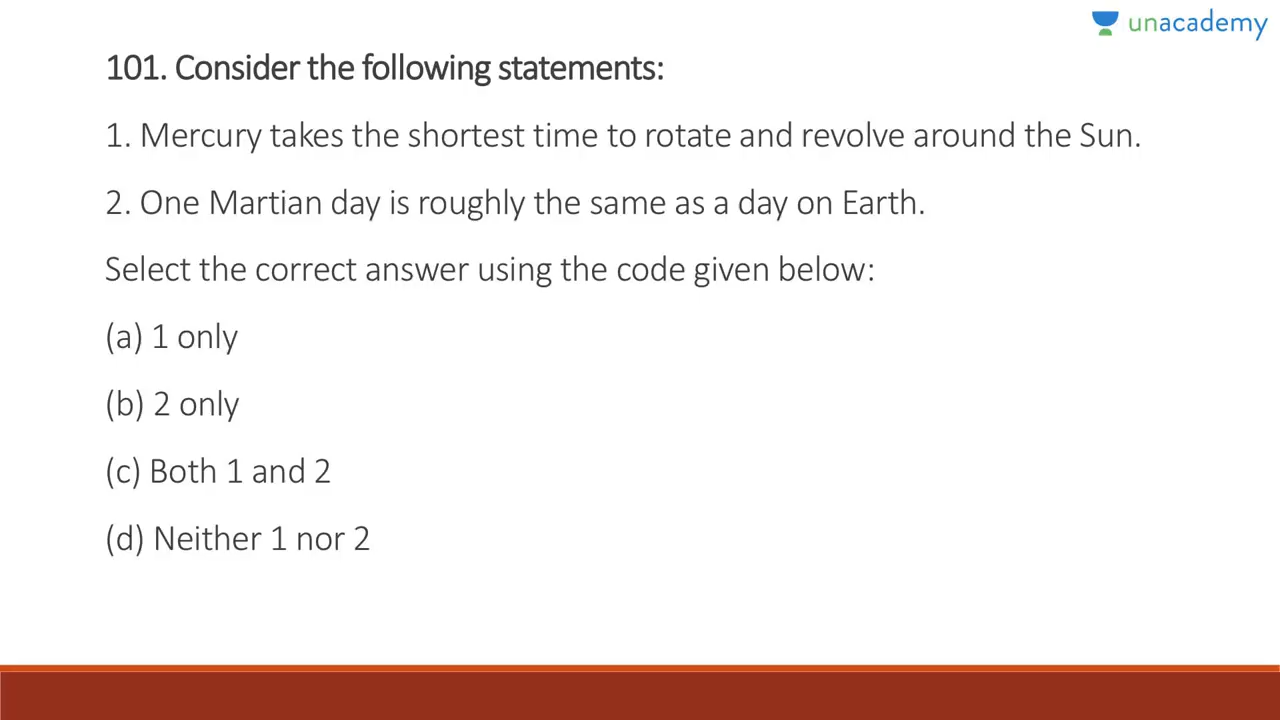 unacademy
101. Consider the following statements:
1. Mercury takes the shortest time to rotate and revolve around the Sun.
2. One Martian day is roughly the same as a day on Earth.
Select the correct answer using the code given below:
(a) 1 only
(b) 2 only
(c) Both 1 and 2
(d) Neither 1 nor 2